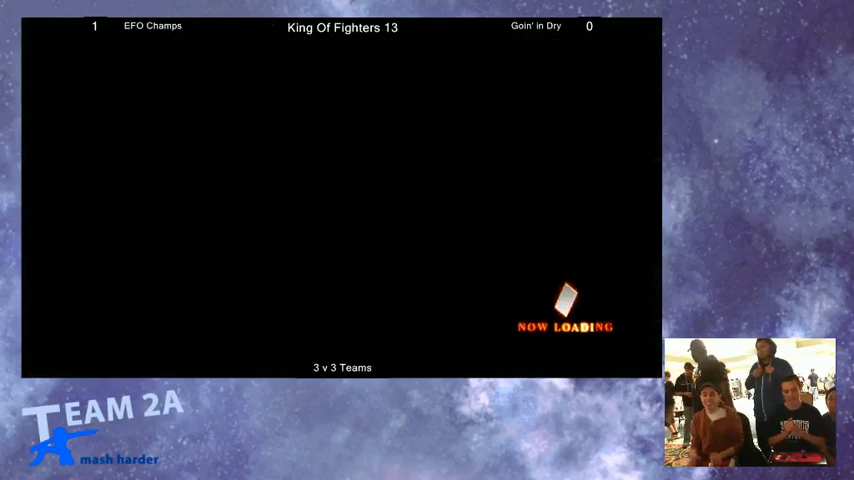 1 EFO Champs King Of Fighters 13 Goin' in Dry 0
NOW LOADING
3 v 3 Teams
TEAM 2A
mash harder